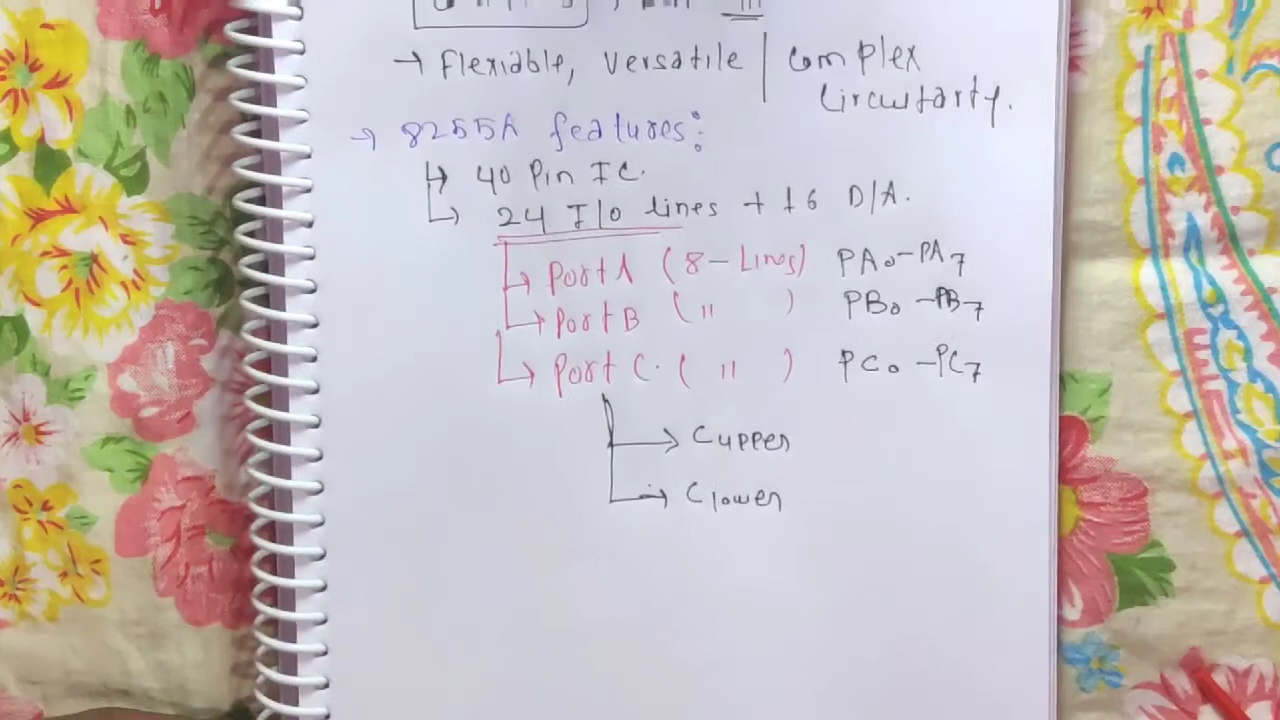 → Flexiable, versatile | Complex
Circuitarty.
→ 8255A features:
↳ 40 Pin IC.
↳ 24 I/O lines + 16 D/A.
↳ Port A (8-Lines) PA0-PA7
↳ Port B ( " ) PB0-PB7
↳ Port C. ( " ) PC0-PC7
→ Cupper
→ Clower